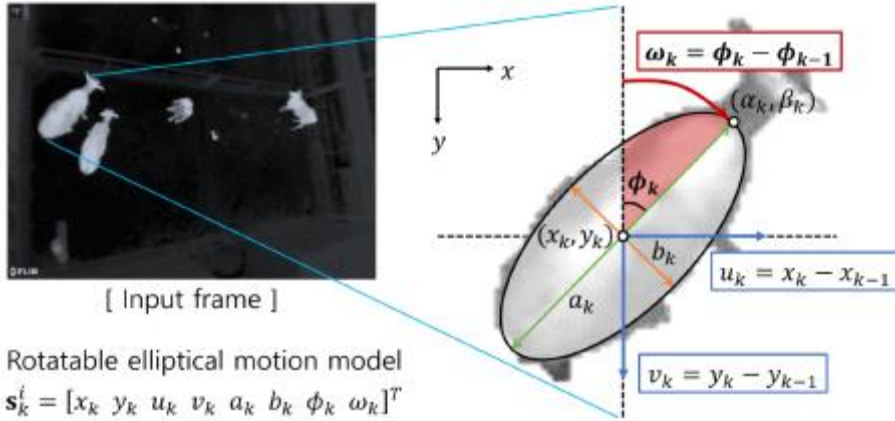 ω_k = ϕ_k − ϕ_{k−1}
x
y
(α_k, β_k)
ϕ_k
(x_k, y_k)
b_k
a_k
u_k = x_k − x_{k−1}
v_k = y_k − y_{k−1}
FLIR
[ Input frame ]
Rotatable elliptical motion model
s_k^i = [x_k y_k u_k v_k a_k b_k ϕ_k ω_k]^T